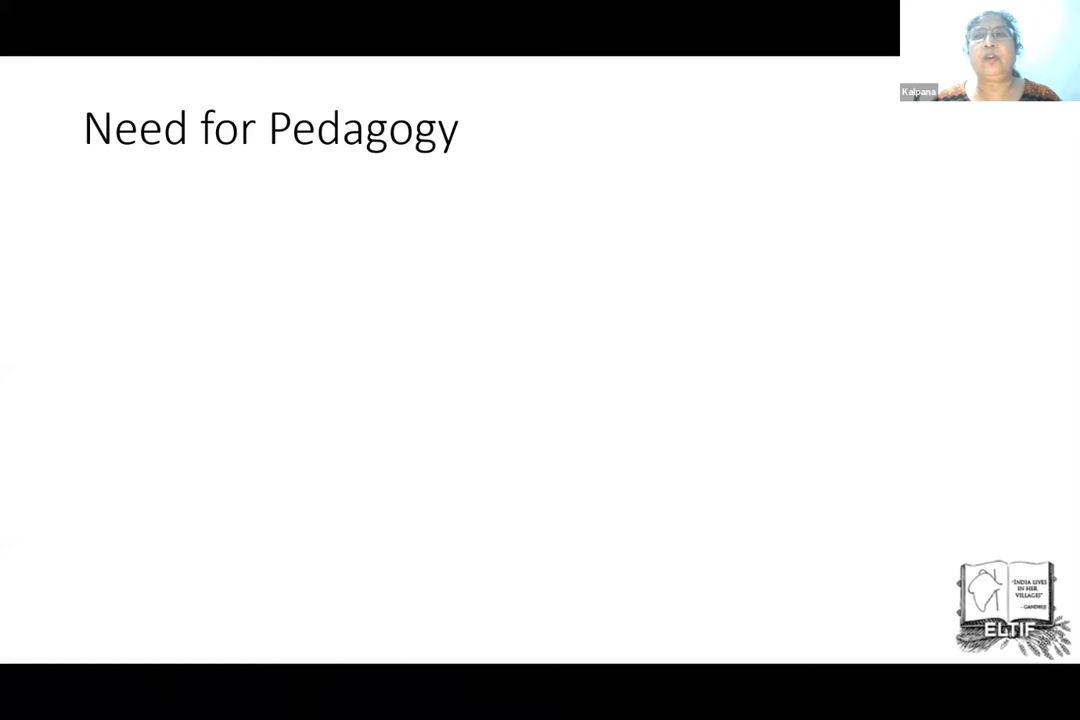 Kalpana
Need for Pedagogy
"INDIA LIVES
IN HER
VILLAGES"
- GANDHIJI
ELTIF